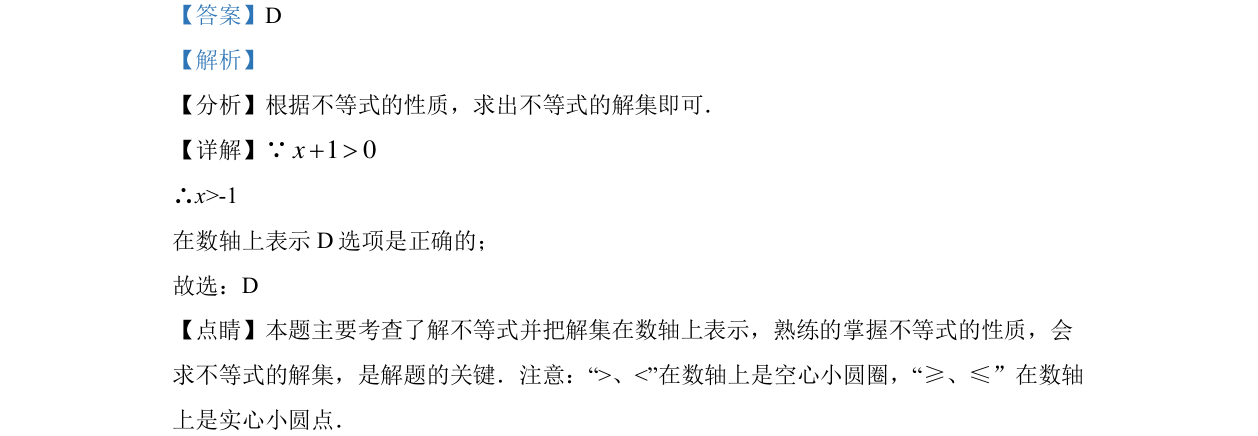 【答案】D
【解析】
【分析】根据不等式的性质，求出不等式的解集即可．
【详解】∵ x+1>0
∴x>-1
在数轴上表示 D 选项是正确的；
故选：D
【点睛】本题主要考查了解不等式并把解集在数轴上表示，熟练的掌握不等式的性质，会
求不等式的解集，是解题的关键．注意：“>、<”在数轴上是空心小圆圈，“≥、≤”在数轴
上是实心小圆点．